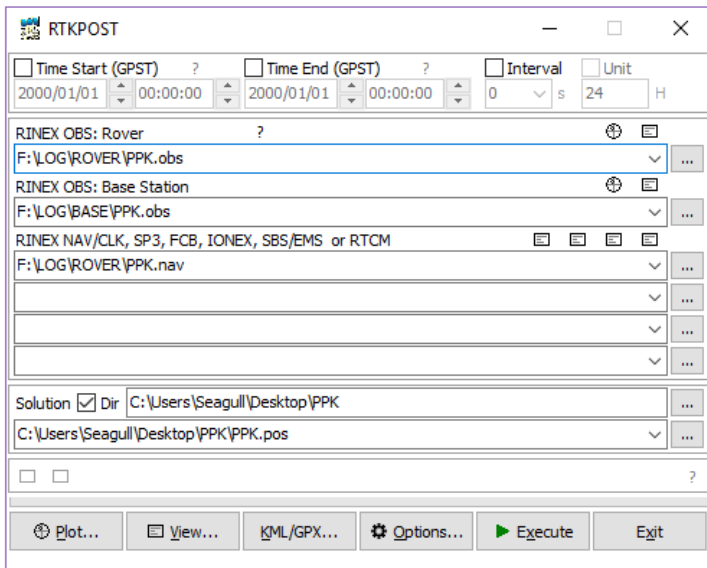 RTKPOST
Time Start (GPST) ? Time End (GPST) ? Interval Unit
2000/01/01 00:00:00 2000/01/01 00:00:00 0 s 24 H
RINEX OBS: Rover ?
F:\LOG\ROVER\PPK.obs ...
RINEX OBS: Base Station
F:\LOG\BASE\PPK.obs ...
RINEX NAV/CLK, SP3, FCB, IONEX, SBS/EMS or RTCM
F:\LOG\ROVER\PPK.nav ...
...
...
...
Solution Dir C:\Users\Seagull\Desktop\PPK ...
C:\Users\Seagull\Desktop\PPK\PPK.pos ...
?
Plot... View... KML/GPX... Options... Execute Exit